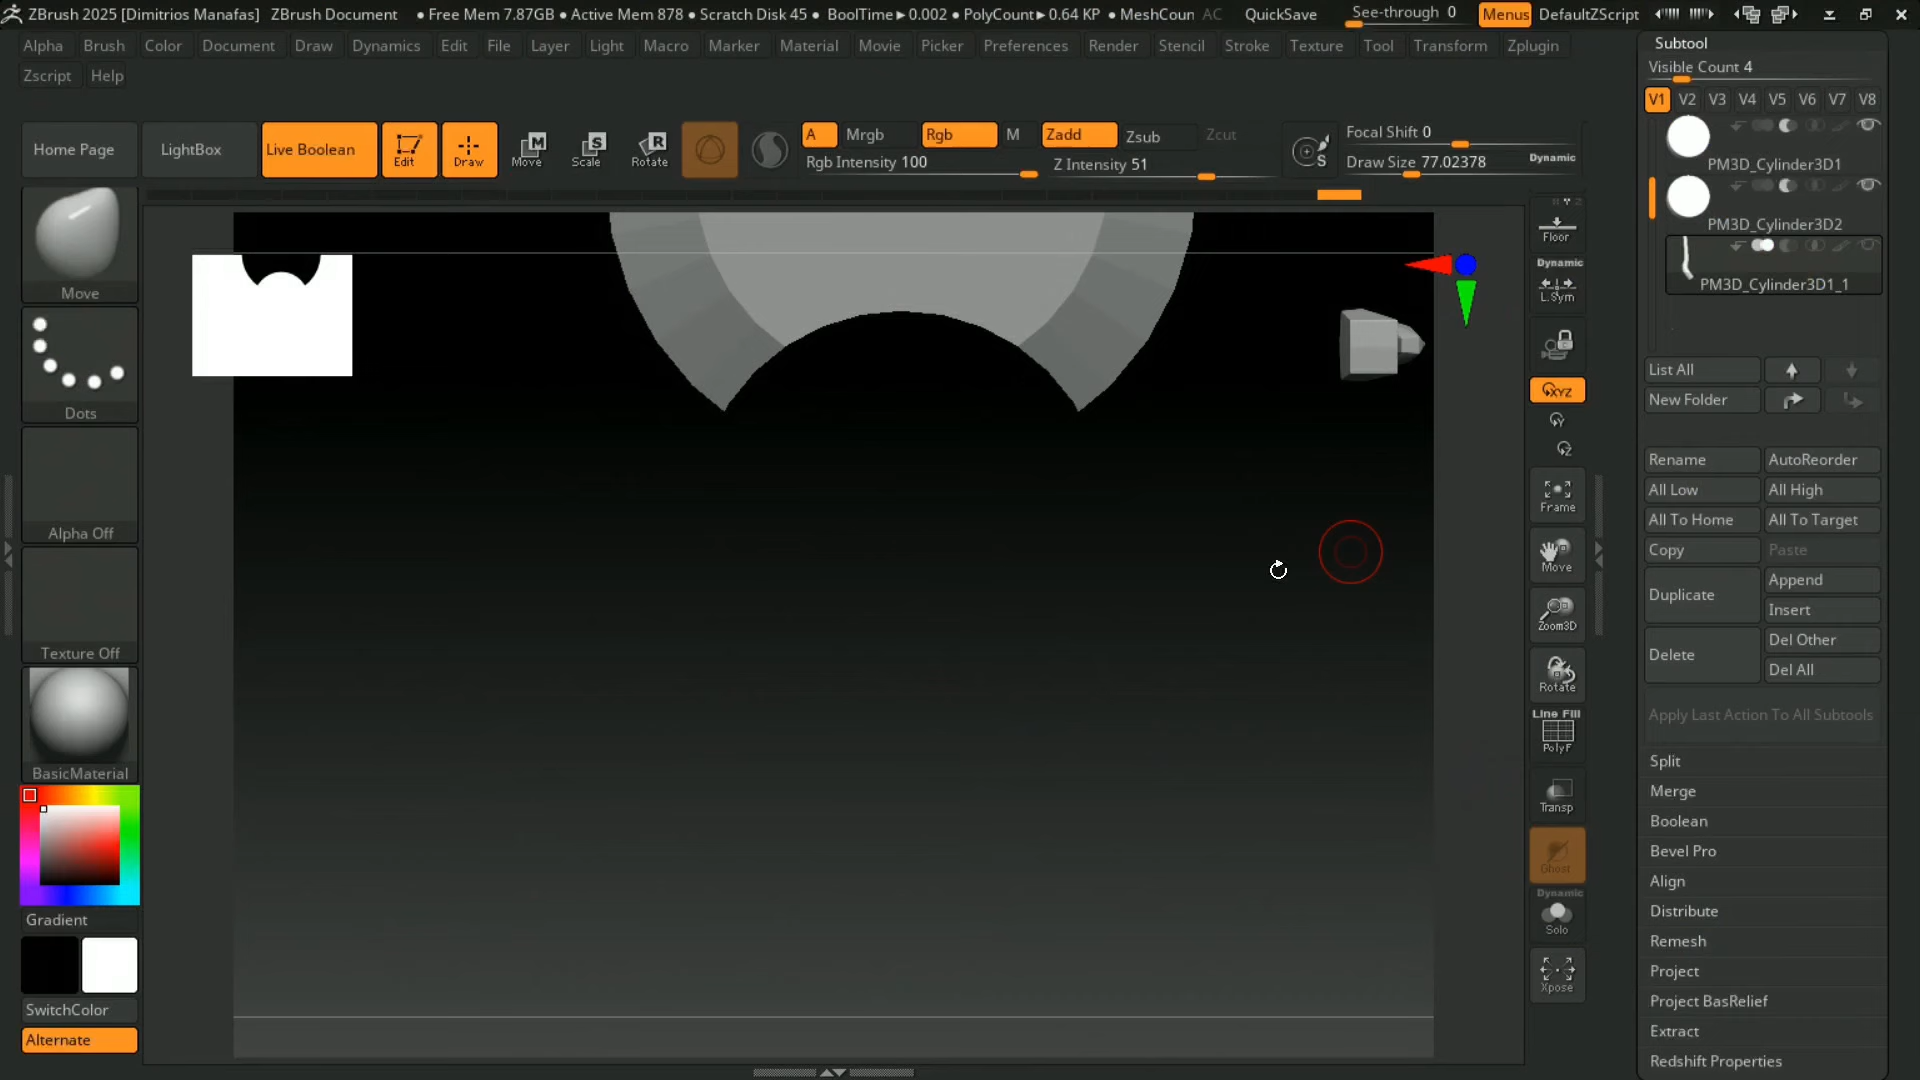 ZBrush 2025 [Dimitrios Manafas] ZBrush Document ● Free Mem 7.87GB ● Active Mem 878 ● Scratch Disk 45 ● BoolTime►0.002 ● PolyCount►0.64 KP ● MeshCoun AC QuickSave See-through 0 Menus DefaultZScript
Alpha Brush Color Document Draw Dynamics Edit File Layer Light Macro Marker Material Movie Picker Preferences Render Stencil Stroke Texture Tool Transform Zplugin
Zscript Help
Home Page LightBox Live Boolean Edit Draw Move Scale Rotate
A Mrgb Rgb M Zadd Zsub Zcut
Rgb Intensity 100 Z Intensity 51
Focal Shift 0
Draw Size 77.02378 Dynamic
Move
Dots
Alpha Off
Texture Off
BasicMaterial
Gradient
SwitchColor
Alternate
Floor
Dynamic
L.Sym
XYZ
Y
Z
Frame
Move
Zoom3D
Rotate
Line Fill
PolyF
Transp
Ghost
Dynamic
Solo
Xpose
Subtool
Visible Count 4
V1 V2 V3 V4 V5 V6 V7 V8
PM3D_Cylinder3D1
PM3D_Cylinder3D2
PM3D_Cylinder3D1_1
List All
New Folder
Rename AutoReorder
All Low All High
All To Home All To Target
Copy Paste
Duplicate Append
Insert
Delete Del Other
Del All
Apply Last Action To All Subtools
Split
Merge
Boolean
Bevel Pro
Align
Distribute
Remesh
Project
Project BasRelief
Extract
Redshift Properties